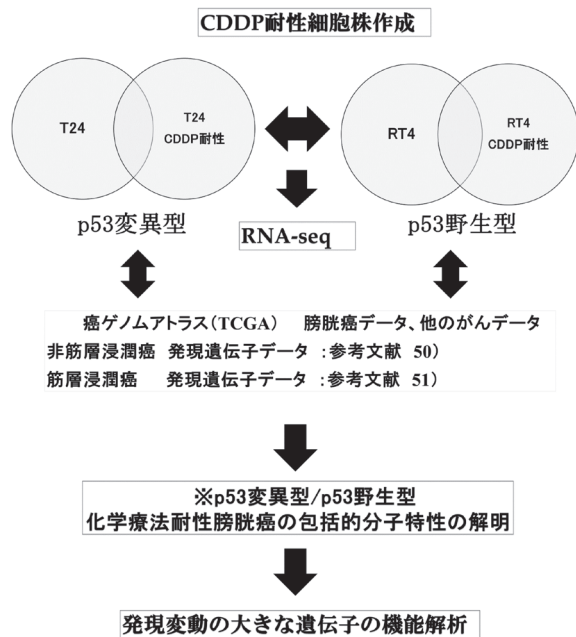 CDDP耐性細胞株作成
T24
T24
CDDP耐性
RT4
RT4
CDDP耐性
p53変異型
RNA-seq
p53野生型
癌ゲノムアトラス(TCGA) 膀胱癌データ、他のがんデータ
非筋層浸潤癌 発現遺伝子データ :参考文献 50)
筋層浸潤癌 発現遺伝子データ :参考文献 51)
※p53変異型/p53野生型
化学療法耐性膀胱癌の包括的分子特性の解明
発現変動の大きな遺伝子の機能解析